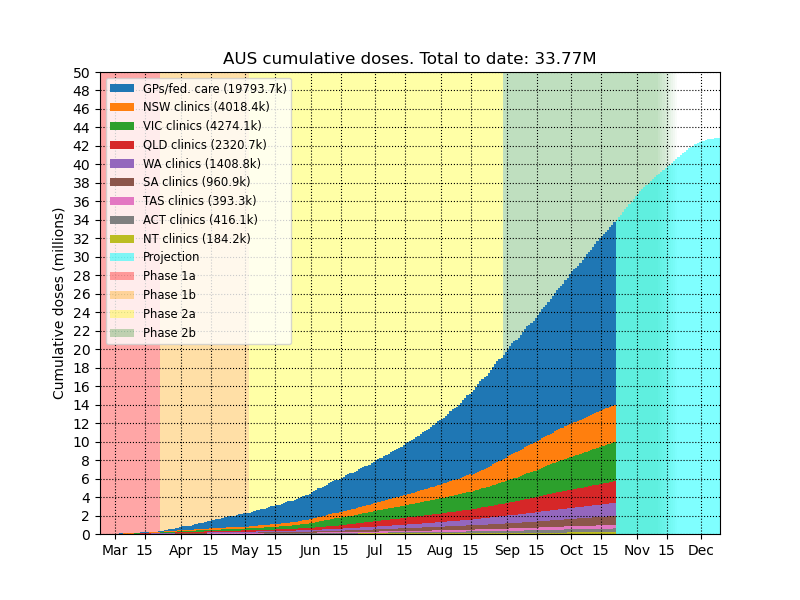 AUS cumulative doses. Total to date: 33.77M
Cumulative doses (millions)
50
48
46
44
42
40
38
36
34
32
30
28
26
24
22
20
18
16
14
12
10
8
6
4
2
0
GPs/fed. care (19793.7k)
NSW clinics (4018.4k)
VIC clinics (4274.1k)
QLD clinics (2320.7k)
WA clinics (1408.8k)
SA clinics (960.9k)
TAS clinics (393.3k)
ACT clinics (416.1k)
NT clinics (184.2k)
Projection
Phase 1a
Phase 1b
Phase 2a
Phase 2b
Mar 15 Apr 15 May 15 Jun 15 Jul 15 Aug 15 Sep 15 Oct 15 Nov 15 Dec